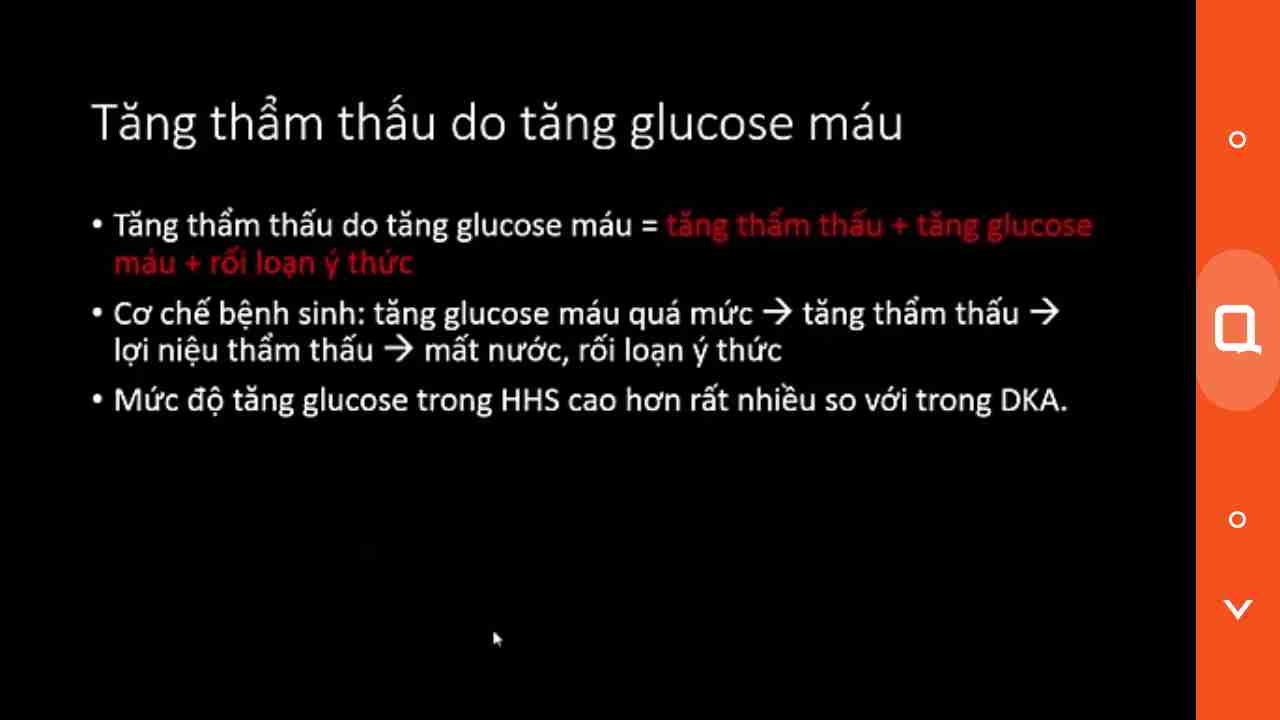 Tăng thẩm thấu do tăng glucose máu
• Tăng thẩm thấu do tăng glucose máu = tăng thẩm thấu + tăng glucose
máu + rối loạn ý thức
• Cơ chế bệnh sinh: tăng glucose máu quá mức → tăng thẩm thấu →
lợi niệu thẩm thấu → mất nước, rối loạn ý thức
• Mức độ tăng glucose trong HHS cao hơn rất nhiều so với trong DKA.